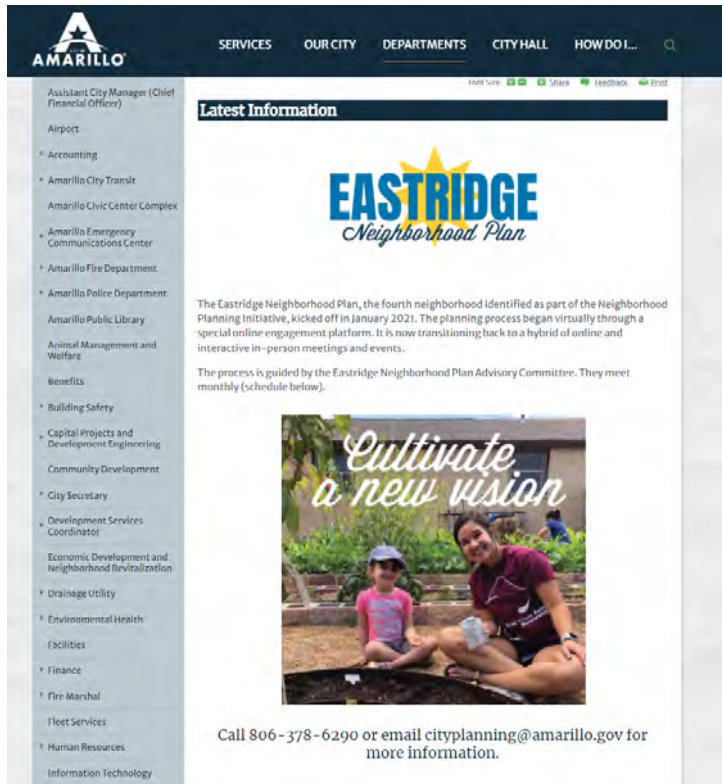 AMARILLO
SERVICES OUR CITY DEPARTMENTS CITY HALL HOW DO I...
Font Size: Share Feedback Print
Assistant City Manager (Chief
Financial Officer)
Airport
Accounting
Amarillo City Transit
Amarillo Civic Center Complex
Amarillo Emergency
Communications Center
Amarillo Fire Department
Amarillo Police Department
Amarillo Public Library
Animal Management and
Welfare
Benefits
Building Safety
Capital Projects and
Development Engineering
Community Development
City Secretary
Development Services
Coordinator
Economic Development and
Neighborhood Revitalization
Drainage Utility
Environmental Health
Facilities
Finance
Fire Marshal
Fleet Services
Human Resources
Information Technology
Latest Information
EASTRIDGE
Neighborhood Plan
The Eastridge Neighborhood Plan, the fourth neighborhood identified as part of the Neighborhood
Planning Initiative, kicked off in January 2021. The planning process began virtually through a
special online engagement platform. It is now transitioning back to a hybrid of online and
interactive in-person meetings and events.
The process is guided by the Eastridge Neighborhood Plan Advisory Committee. They meet
monthly (schedule below).
Cultivate
a new vision
Call 806-378-6290 or email cityplanning@amarillo.gov for
more information.